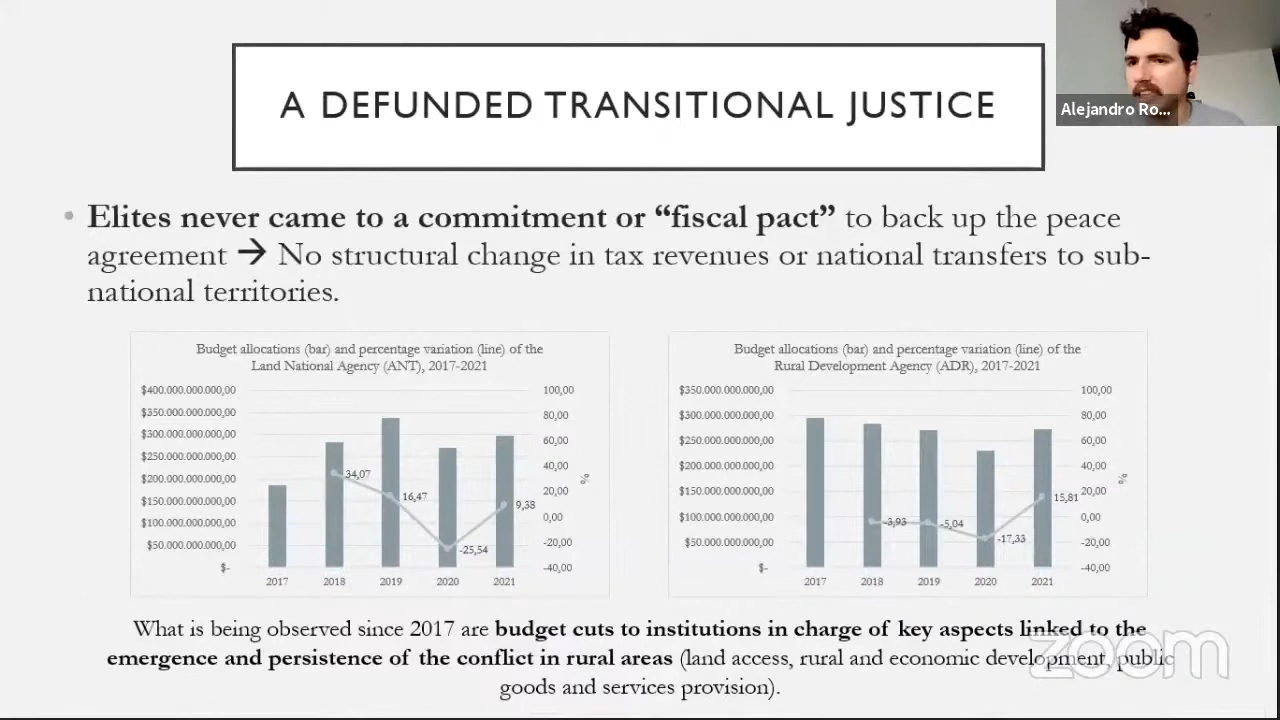 A DEFUNDED TRANSITIONAL JUSTICE
Alejandro Ro...
• Elites never came to a commitment or “fiscal pact” to back up the peace
agreement → No structural change in tax revenues or national transfers to sub-
national territories.
Budget allocations (bar) and percentage variation (line) of the
Land National Agency (ANT), 2017-2021
$400.000.000.000,00
$350.000.000.000,00
$300.000.000.000,00
$250.000.000.000,00
$200.000.000.000,00
$150.000.000.000,00
$100.000.000.000,00
$50.000.000.000,00
$-
100,00
80,00
60,00
40,00
20,00
0,00
-20,00
-40,00
%
34,07
16,47
-25,54
9,38
2017 2018 2019 2020 2021
Budget allocations (bar) and percentage variation (line) of the
Rural Development Agency (ADR), 2017-2021
$350.000.000.000,00
$300.000.000.000,00
$250.000.000.000,00
$200.000.000.000,00
$150.000.000.000,00
$100.000.000.000,00
$50.000.000.000,00
$-
100,00
80,00
60,00
40,00
20,00
0,00
-20,00
-40,00
%
-3,93
-5,04
-17,33
15,81
2017 2018 2019 2020 2021
What is being observed since 2017 are budget cuts to institutions in charge of key aspects linked to the
emergence and persistence of the conflict in rural areas (land access, rural and economic development, public
goods and services provision).
zoom